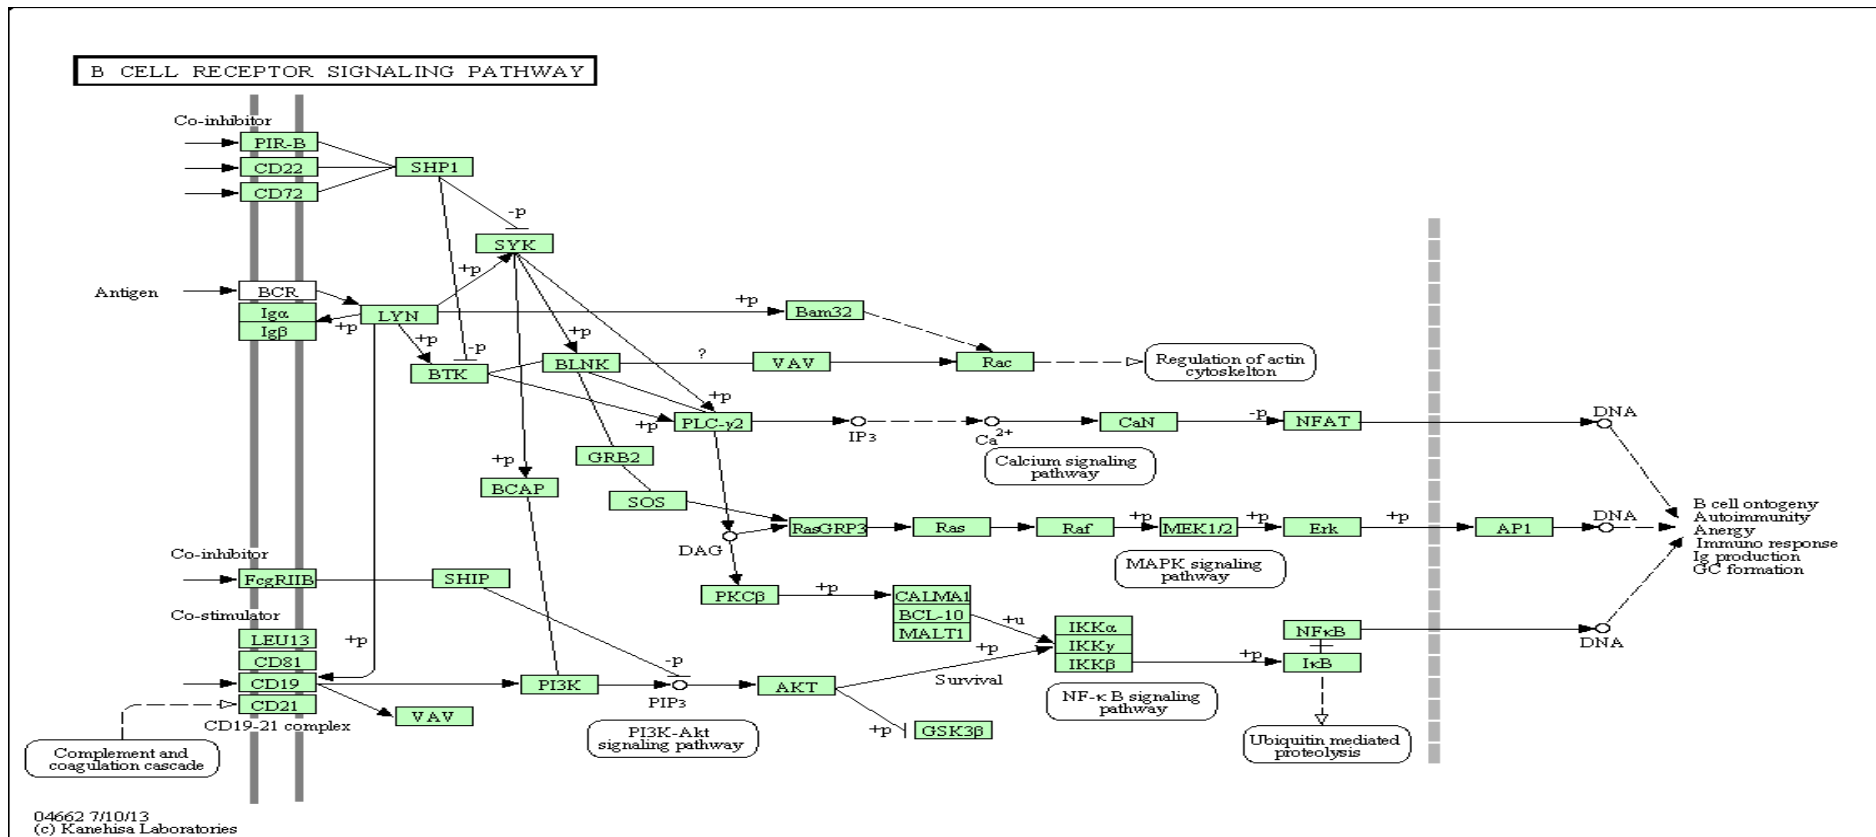 B CELL RECEPTOR SIGNALING PATHWAY
Co-inhibitor
PIR-B
CD22
CD72
SHP1
-p
SYK
+p
Antigen
BCR
Igα
Igβ
+p
LYN
+p
-p
BTK
+p
Bam32
+p
BLNK
?
VAV
Rac
Regulation of actin
cytoskelton
+p
+p
PLC-γ2
IP3
Ca2+
CaN
-p
NFAT
DNA
Calcium signaling
pathway
GRB2
+p
BCAP
SOS
RasGRP3
Ras
Raf
+p
MEK1/2
+p
Erk
+p
AP1
DNA
MAPK signaling
pathway
DAG
B cell ontogeny
Autoimmunity
Anergy
Immuno response
Ig production
GC formation
Co-inhibitor
FcgRIIB
SHIP
PKCβ
+p
CALMA1
BCL-10
MALT1
+u
IKKα
IKKγ
IKKβ
+p
+p
NFκB
IκB
DNA
Co-stimulator
LEU13
CD81
CD19
CD21
CD19-21 complex
+p
VAV
PI3K
-p
PIP3
AKT
Survival
+p
GSK3β
PI3K-Akt
signaling pathway
NF-κ B signaling
pathway
Ubiquitin mediated
proteolysis
Complement and
coagulation cascade
04662 7/10/13
(c) Kanehisa Laboratories